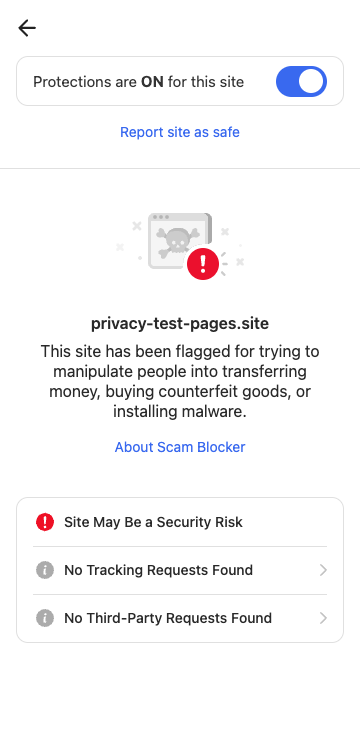 Protections are ON for this site
Report site as safe
privacy-test-pages.site
This site has been flagged for trying to
manipulate people into transferring
money, buying counterfeit goods, or
installing malware.
About Scam Blocker
Site May Be a Security Risk
No Tracking Requests Found
No Third-Party Requests Found